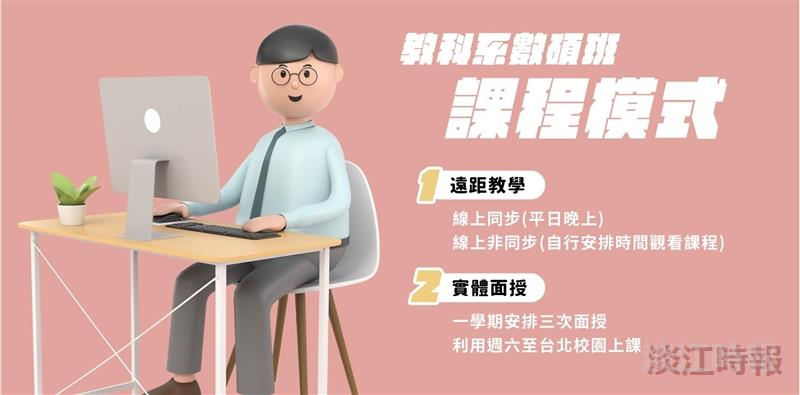 教科系數碩班
課程模式
1 遠距教學
線上同步(平日晚上)
線上非同步(自行安排時間觀看課程)
2 實體面授
一學期安排三次面授
利用週六至台北校園上課
淡江時報